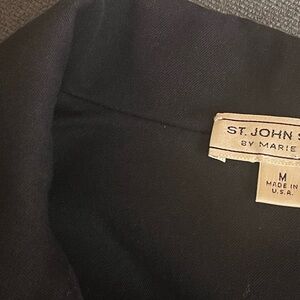 ST. JOHN
BY MARIE
M
MADE IN
U.S.A.